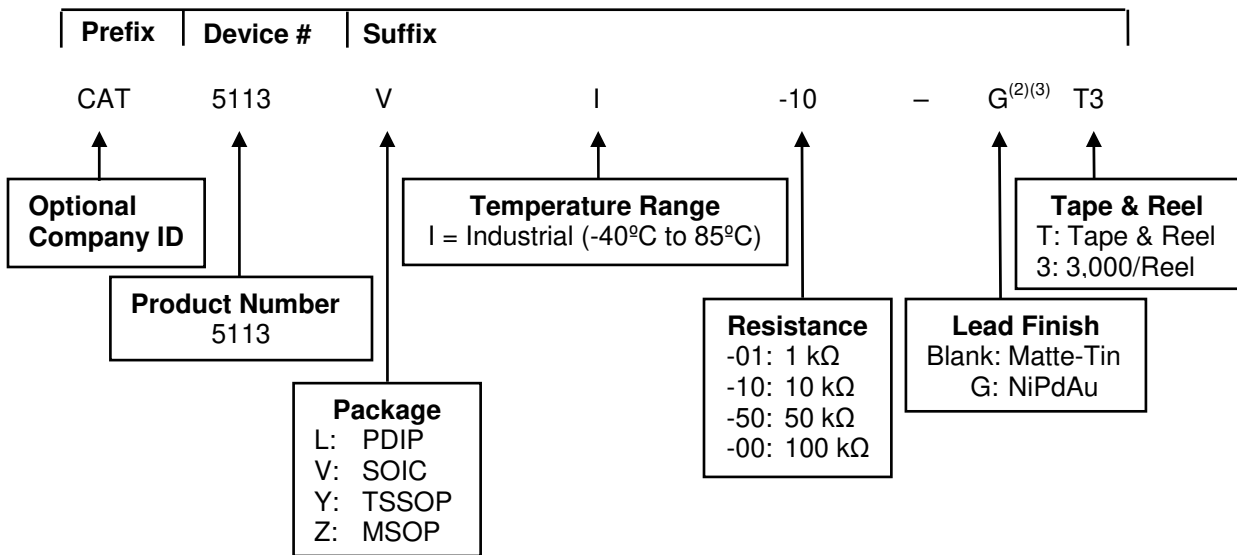 Prefix Device # Suffix
CAT 5113 V I -10 – G(2)(3) T3
Optional
Company ID
Product Number
5113
Package
L: PDIP
V: SOIC
Y: TSSOP
Z: MSOP
Temperature Range
I = Industrial (-40ºC to 85ºC)
Resistance
-01: 1 kΩ
-10: 10 kΩ
-50: 50 kΩ
-00: 100 kΩ
Lead Finish
Blank: Matte-Tin
G: NiPdAu
Tape & Reel
T: Tape & Reel
3: 3,000/Reel